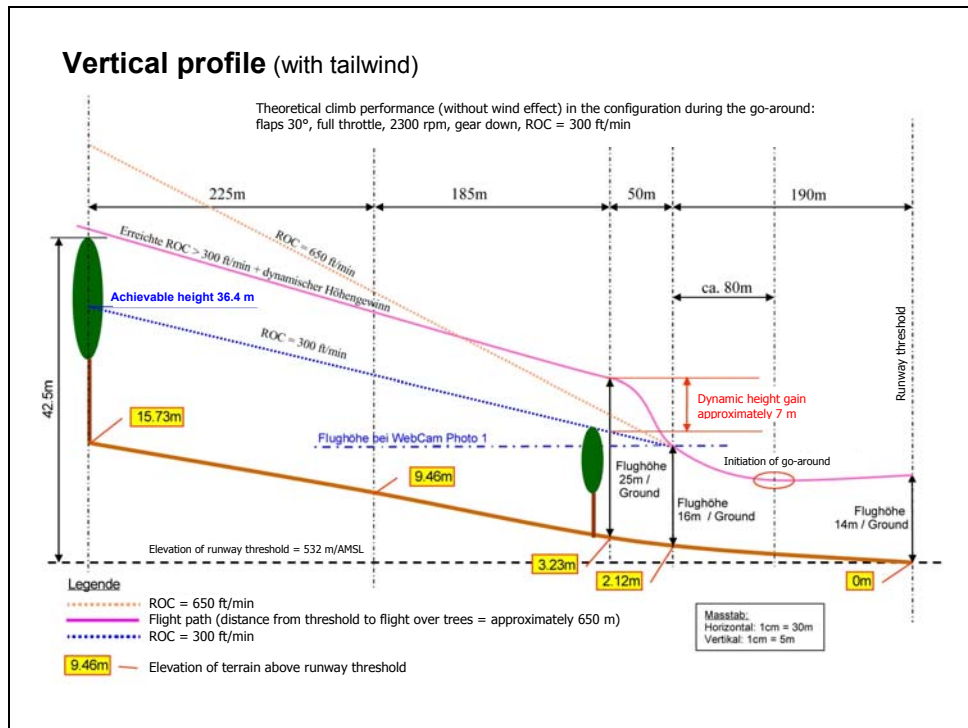 Vertical profile (with tailwind)
Theoretical climb performance (without wind effect) in the configuration during the go-around:
flaps 30°, full throttle, 2300 rpm, gear down, ROC = 300 ft/min
225m
185m
50m
190m
ROC = 650 ft/min
Erreichte ROC > 300 ft/min + dynamischer Höhengewann
ca. 80m
Achievable height 36.4 m
ROC = 300 ft/min
Runway threshold
42.5m
Dynamic height gain
approximately 7 m
15.73m
Flughöhe bei WebCam Photo 1
Initiation of go-around
9.46m
Flughöhe
25m /
Ground
Flughöhe
16m / Ground
Flughöhe
14m / Ground
Elevation of runway threshold = 532 m/AMSL
3.23m
2.12m
0m
Legende
ROC = 650 ft/min
Flight path (distance from threshold to flight over trees = approximately 650 m)
ROC = 300 ft/min
9.46m
Elevation of terrain above runway threshold
Masstab:
Horizontal: 1cm = 30m
Vertikal: 1cm = 5m